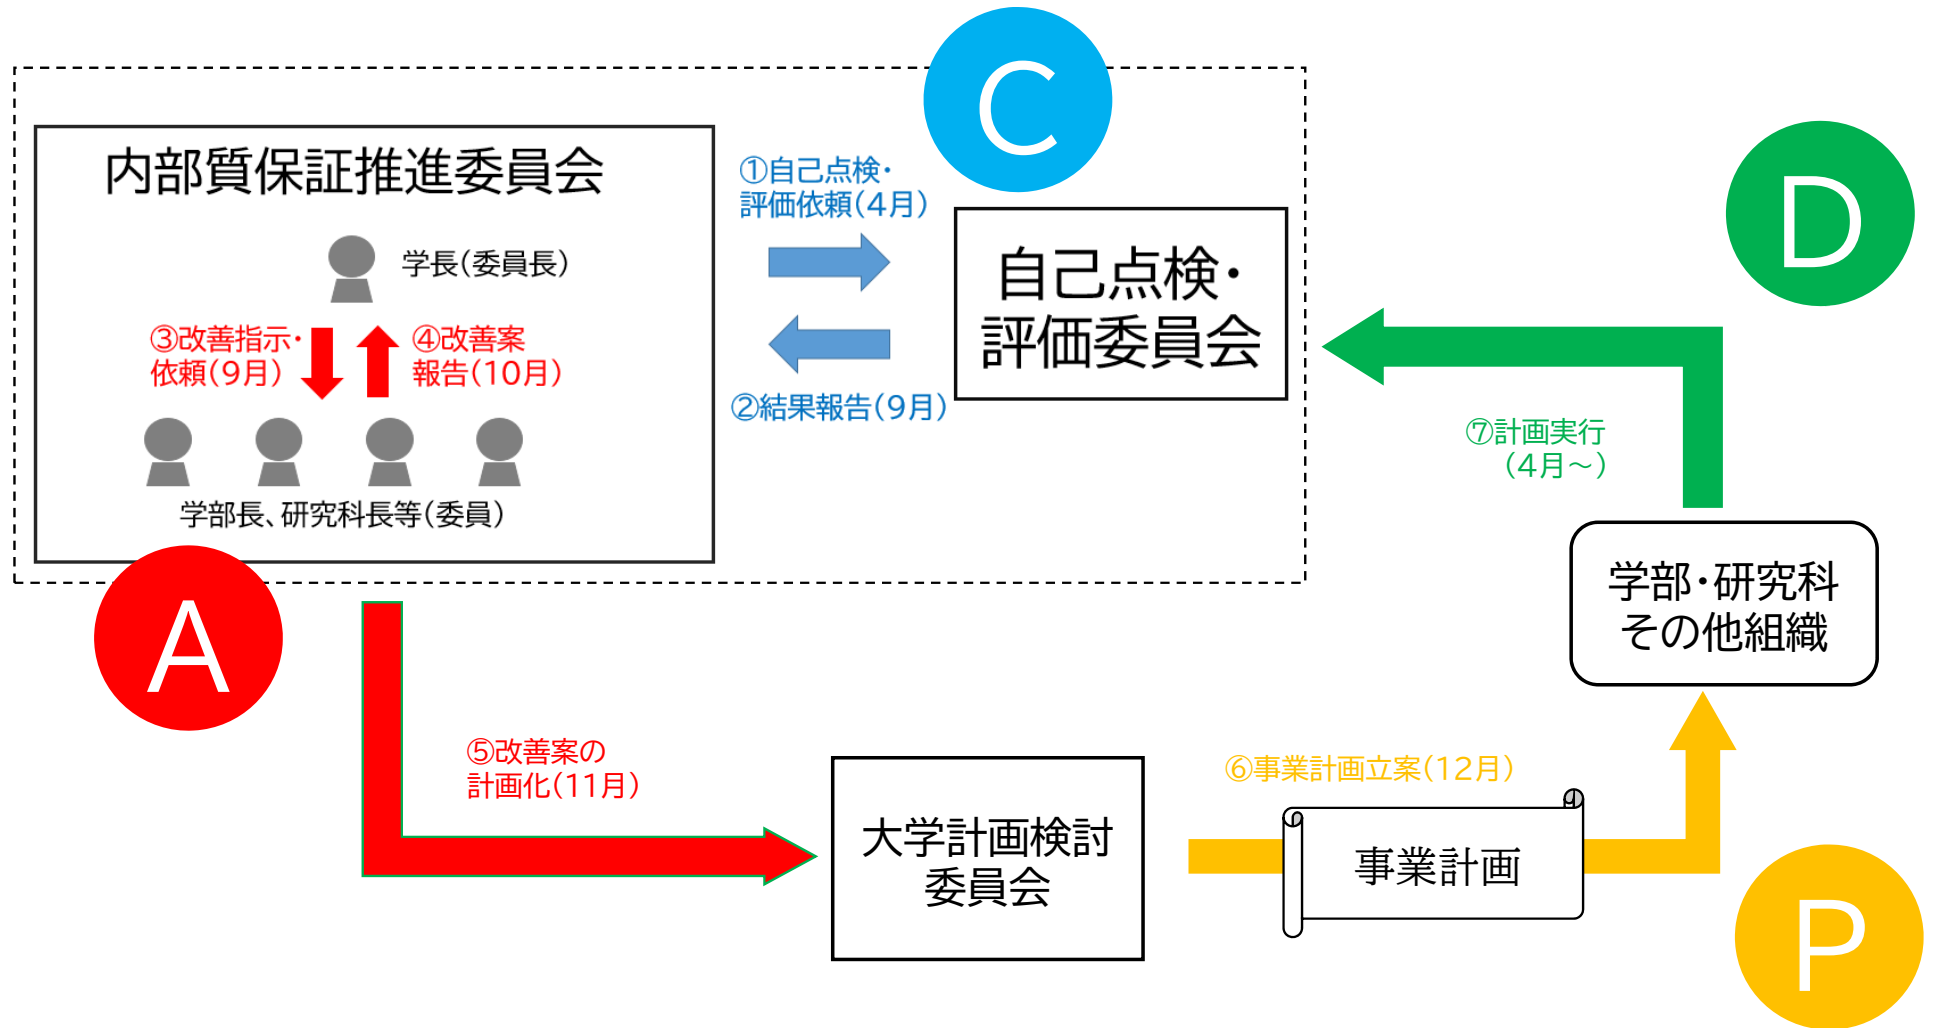 C
D
内部質保証推進委員会
学長(委員長)
③改善指示・
依頼(9月)
④改善案
報告(10月)
学部長、研究科長等(委員)
①自己点検・
評価依頼(4月)
②結果報告(9月)
自己点検・
評価委員会
⑦計画実行
(4月～)
学部・研究科
その他組織
A
⑤改善案の
計画化(11月)
大学計画検討
委員会
⑥事業計画立案(12月)
事業計画
P